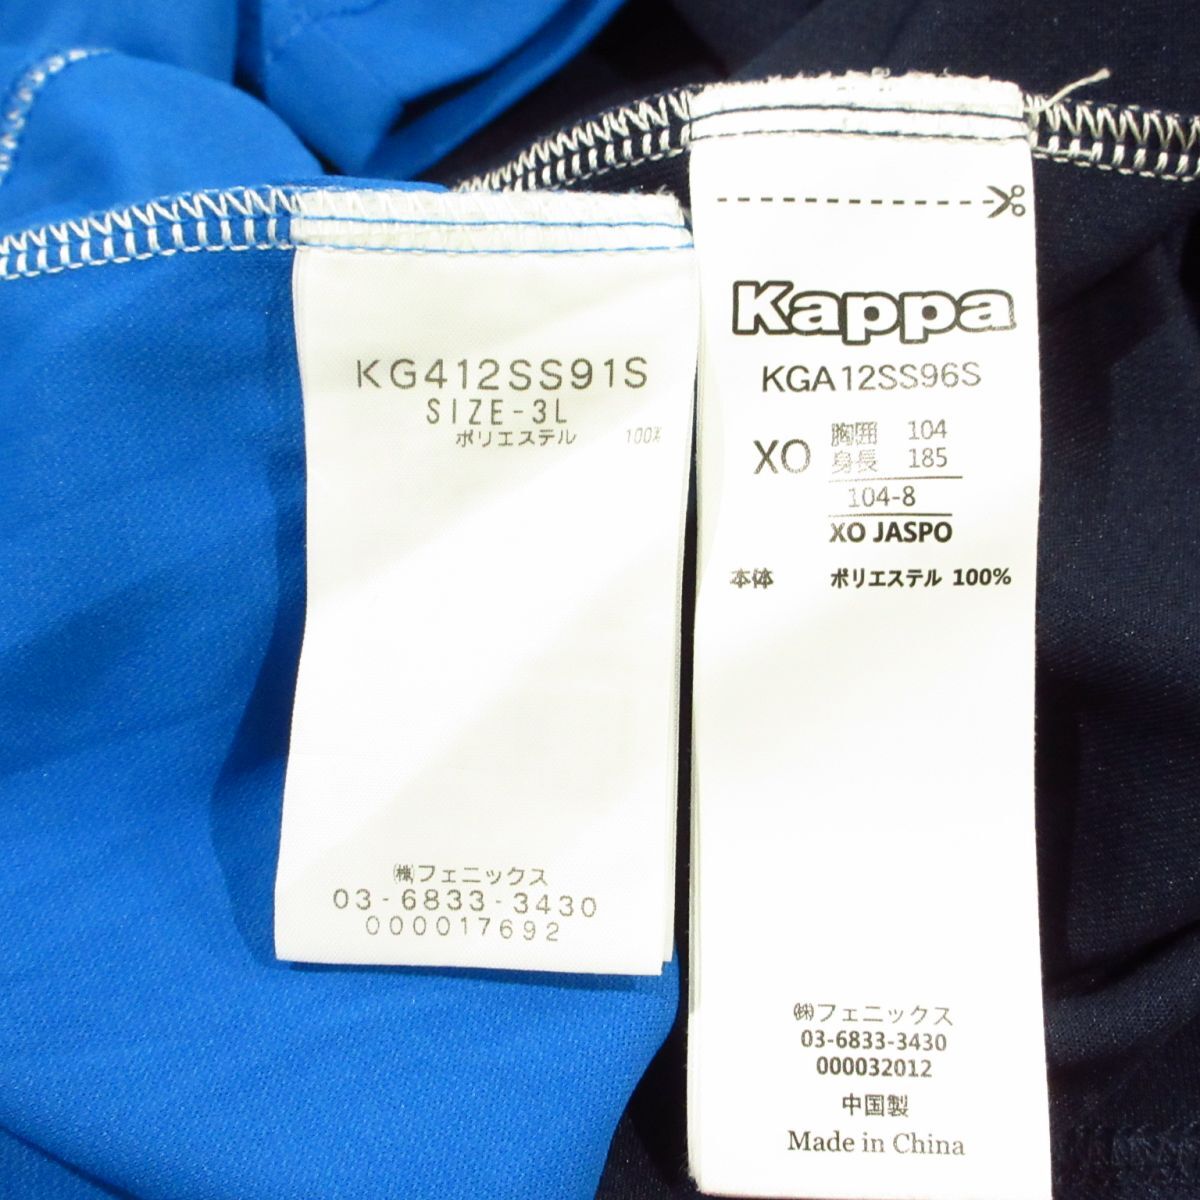 KG412SS91S
SIZE-3L
ポリエステル 100%
㈱フェニックス
03-6833-3430
000017692
Kappa
KGA12SS96S
XO
胸囲 104
身長 185
104-8
XO JASPO
本体 ポリエステル 100%
㈱フェニックス
03-6833-3430
000032012
中国製
Made in China